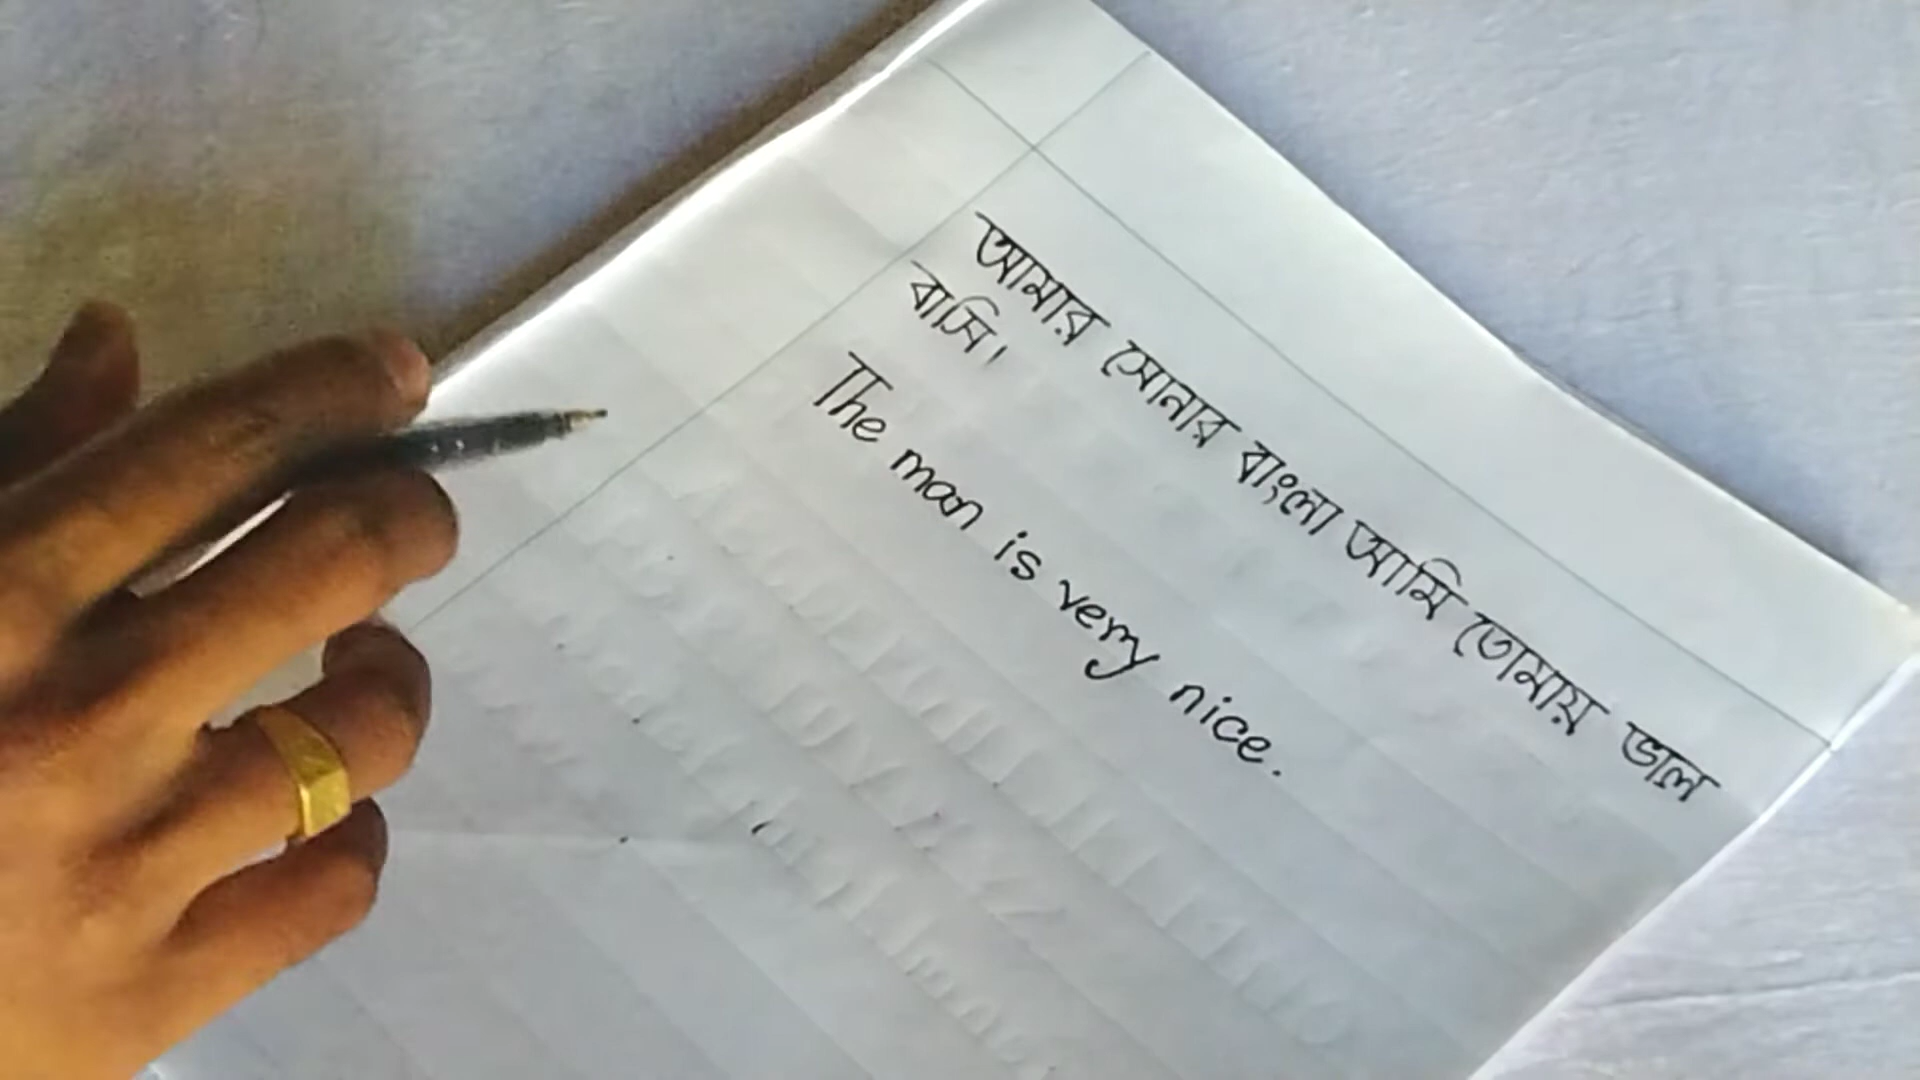 আমার সোনার বাংলা আমি তোমায় ভাল
বাসি।
The man is very nice.